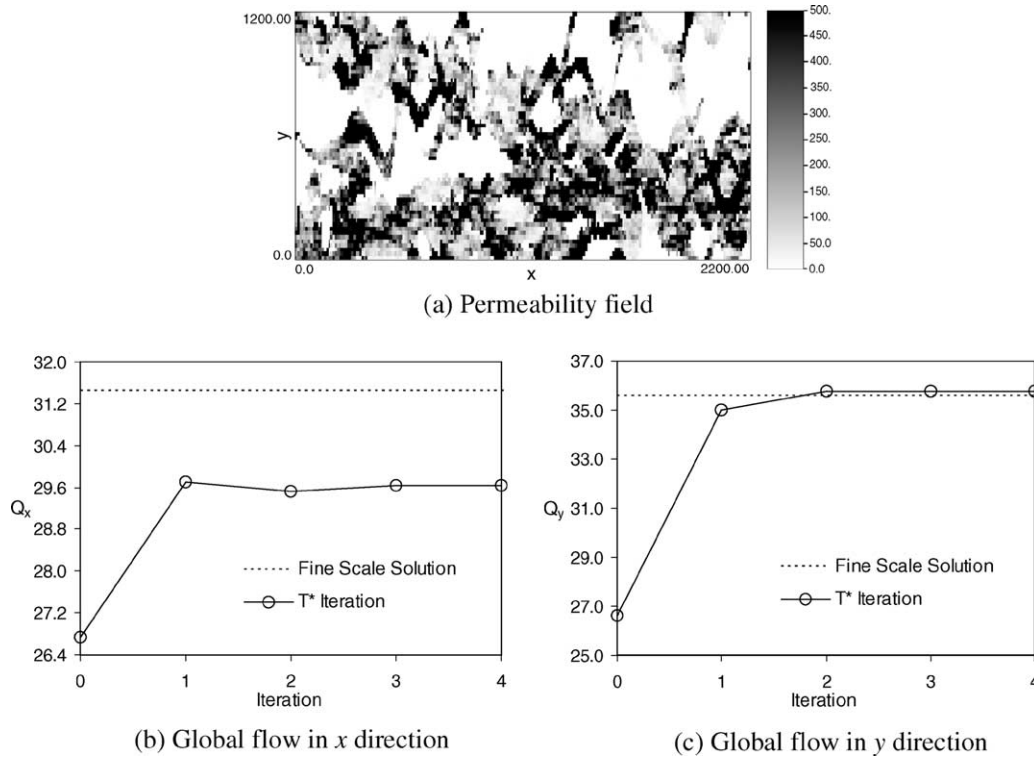 1200.00
y
0.0
0.0
x
2200.00
500.
450.
400.
350.
300.
250.
200.
150.
100.
50.0
0.0
(a) Permeability field
32.0
31.2
30.4
29.6
Qx
28.8
28.0
27.2
26.4
Fine Scale Solution
T* Iteration
0 1 2 3 4
Iteration
(b) Global flow in x direction
37.0
35.0
33.0
31.0
Qy
29.0
27.0
25.0
Fine Scale Solution
T* Iteration
0 1 2 3 4
Iteration
(c) Global flow in y direction